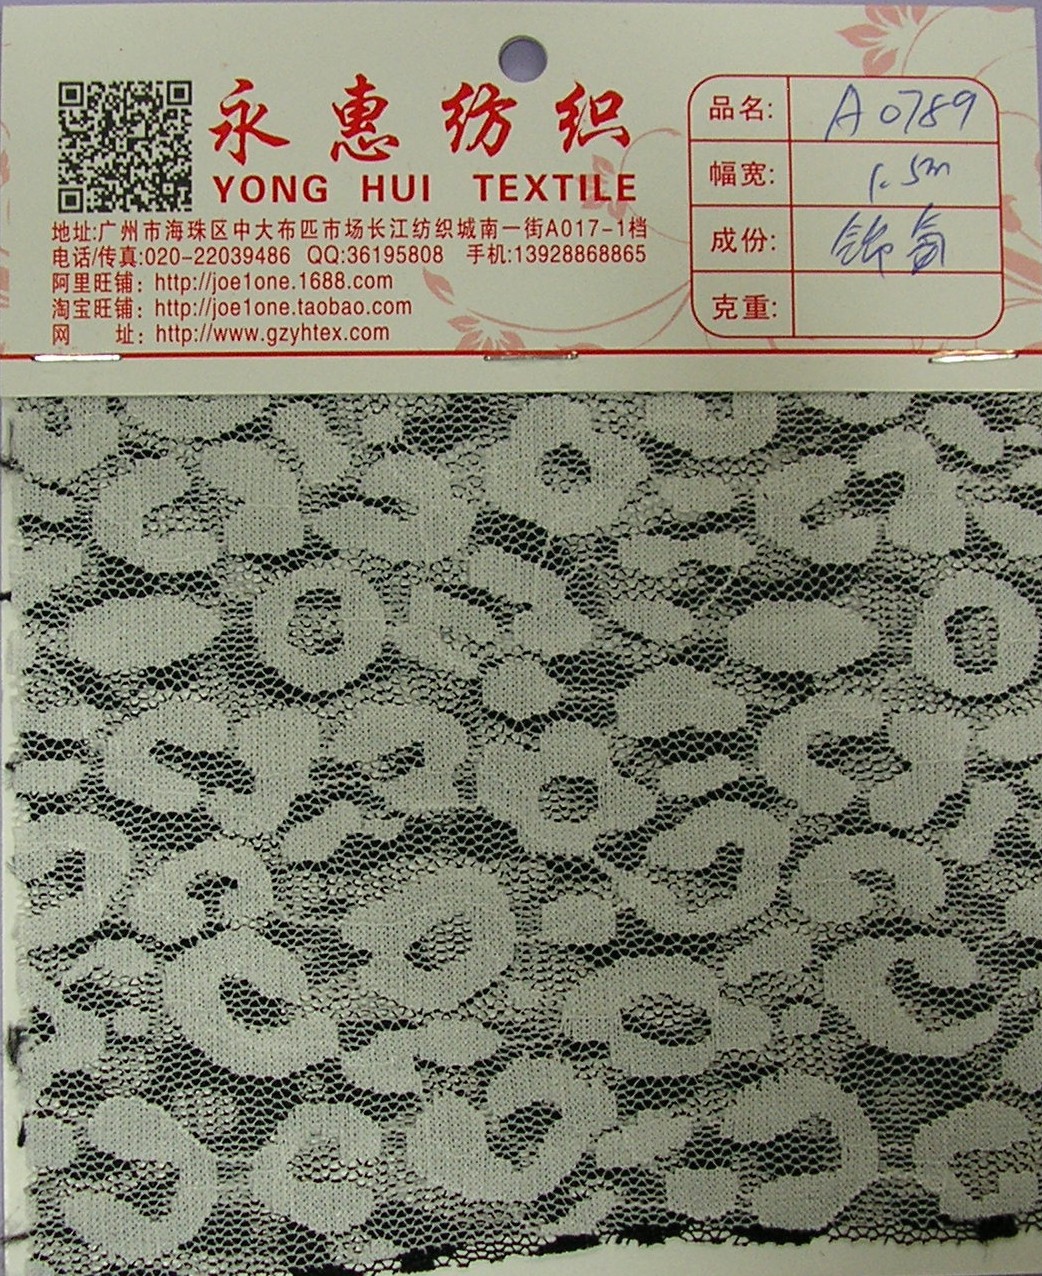 永惠纺织
YONG HUI TEXTILE
地址:广州市海珠区中大布匹市场长江纺织城南一街A017-1档
电话/传真:020-22039486 QQ:36195808 手机:13928868865
阿里旺铺: http://joe1one.1688.com
淘宝旺铺: http://joe1one.taobao.com
网 址: http://www.gzyhtex.com
品名: A0789
幅宽: 1.5m
成份: 锦氨
克重: